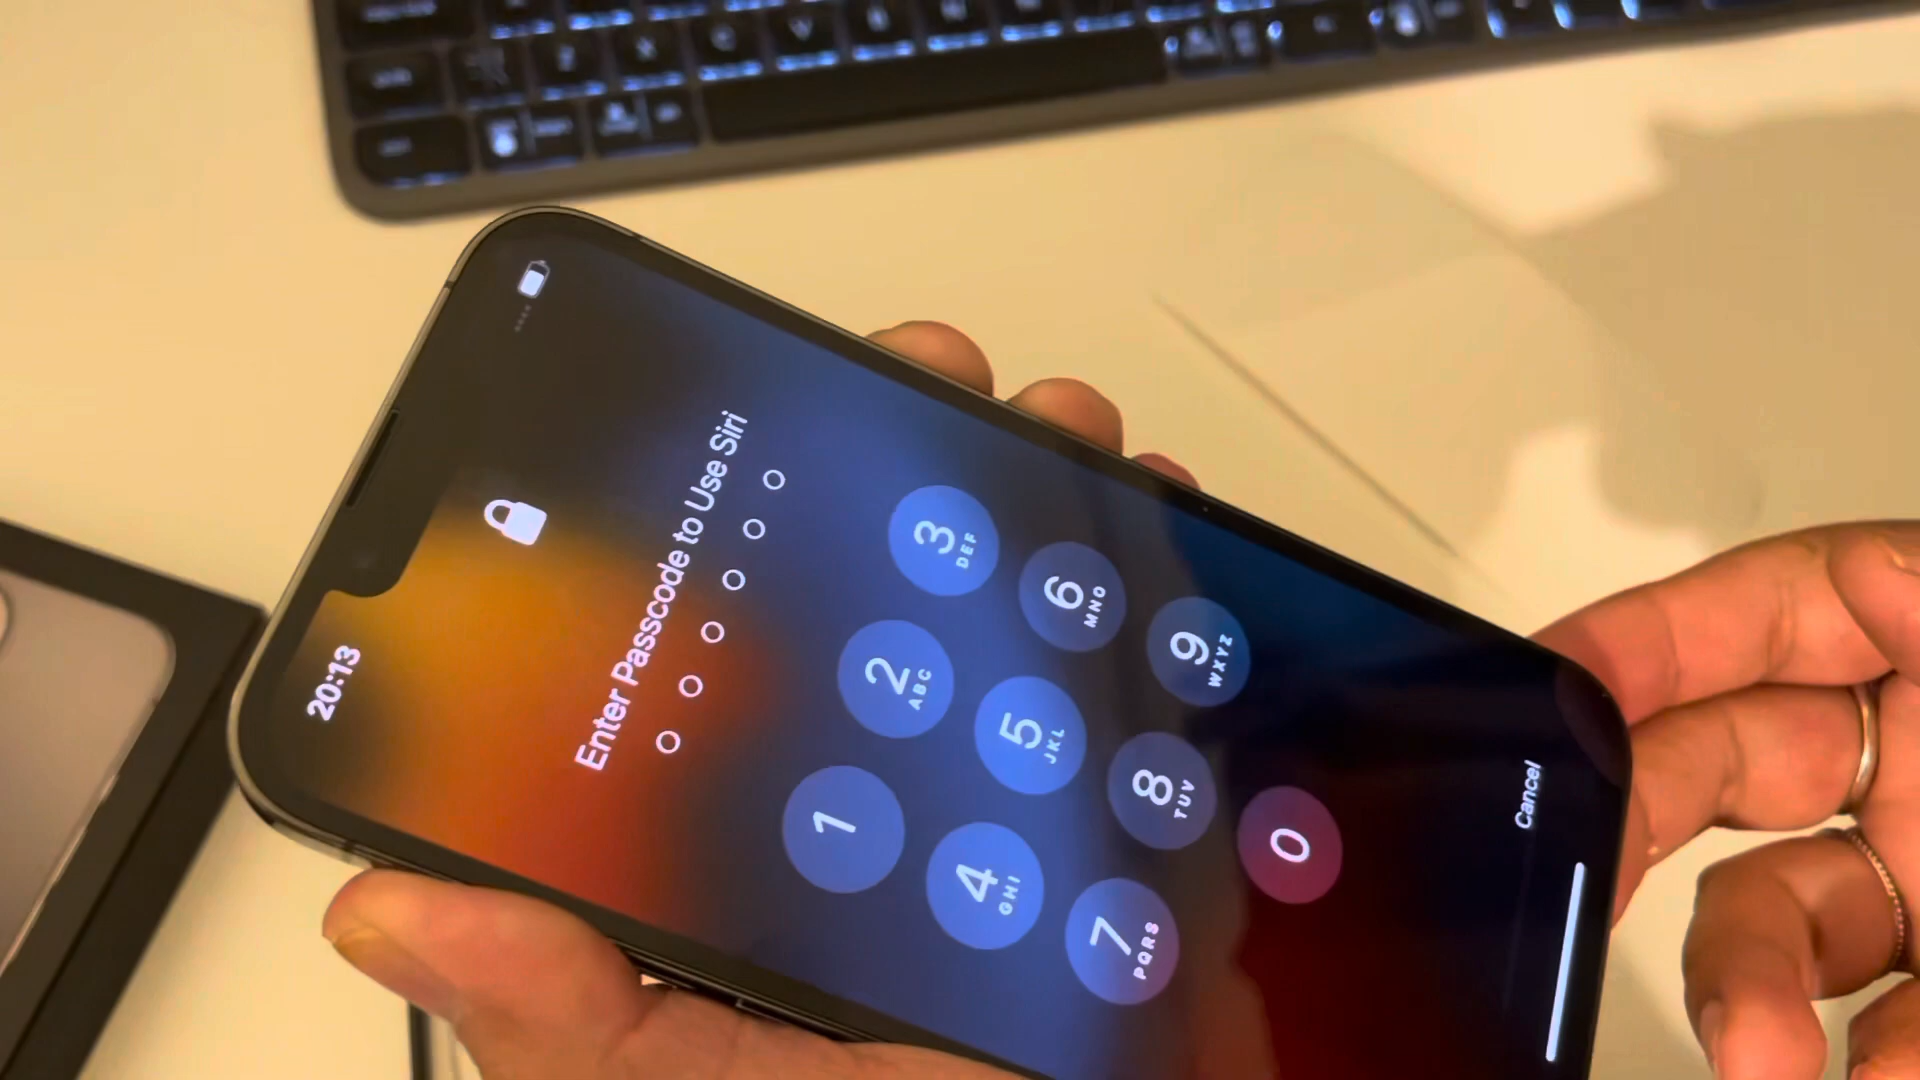 20:13
Enter Passcode to Use Siri
1
2
ABC
3
DEF
4
GHI
5
JKL
6
MNO
7
PQRS
8
TUV
9
WXYZ
0
Cancel